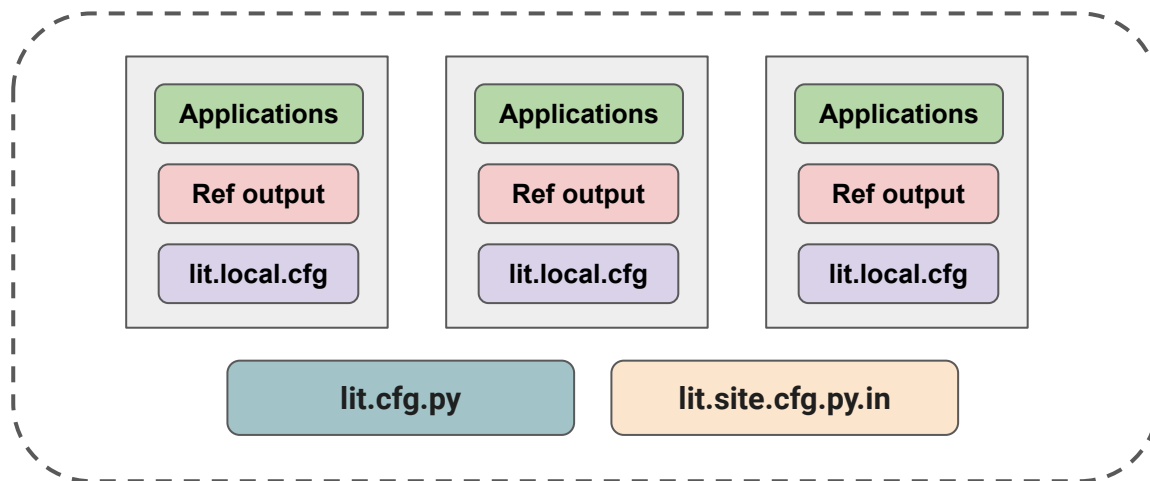 Applications
Ref output
lit.local.cfg
Applications
Ref output
lit.local.cfg
Applications
Ref output
lit.local.cfg
lit.cfg.py
lit.site.cfg.py.in